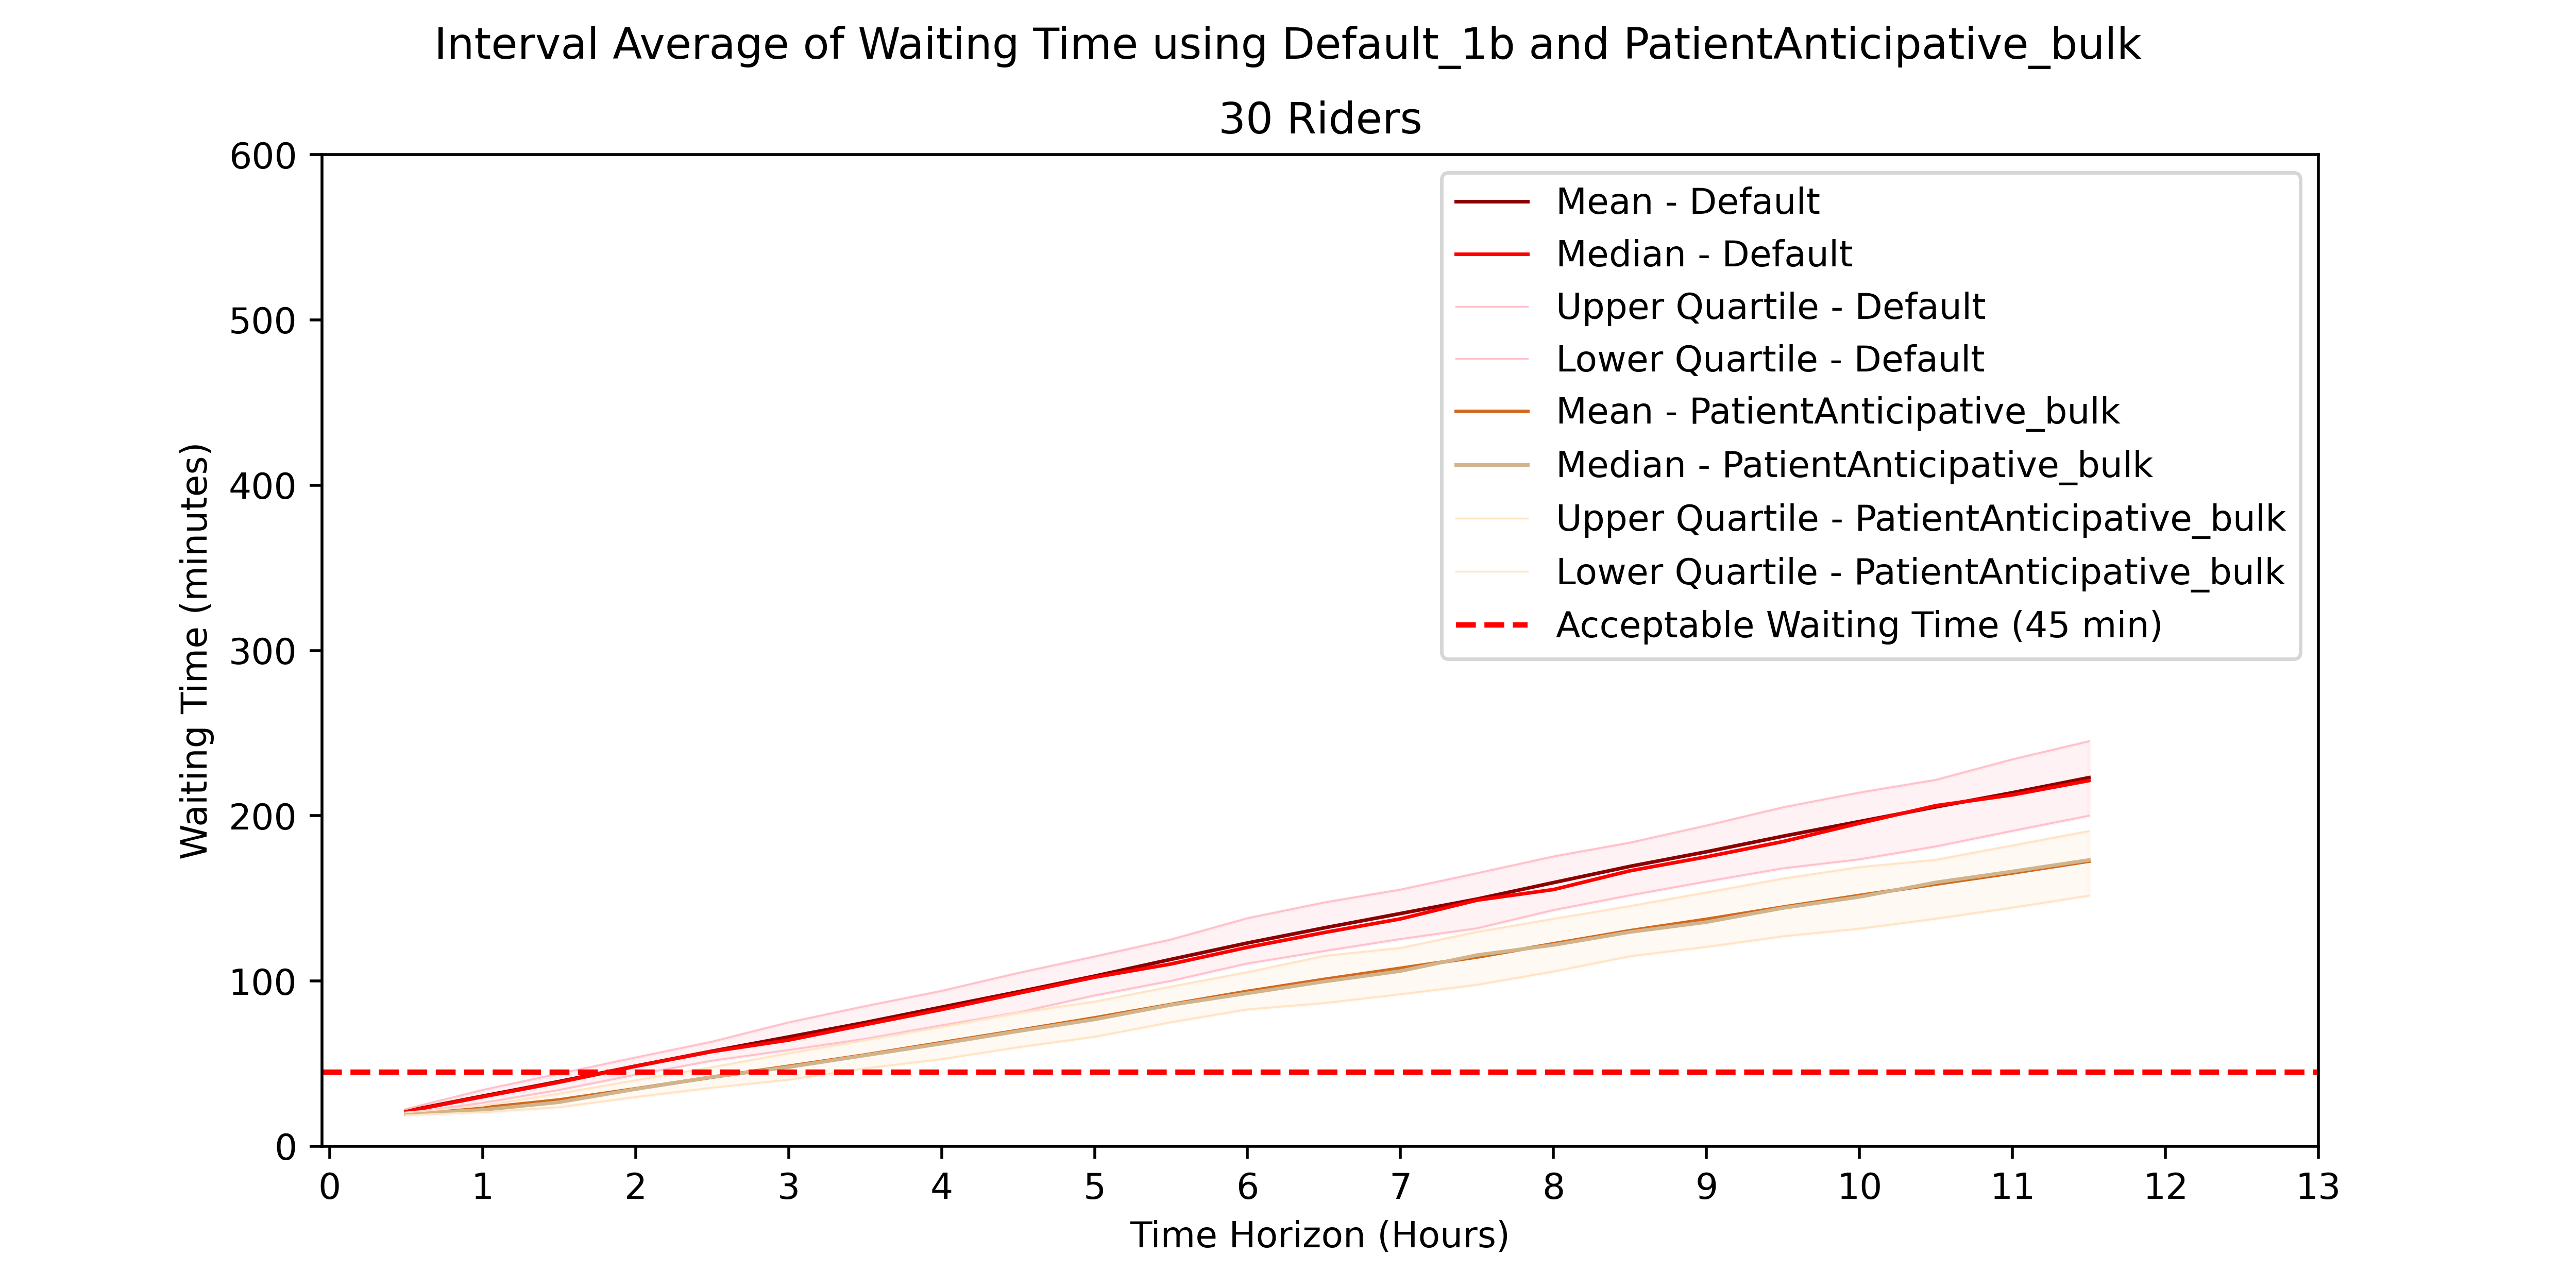 Interval Average of Waiting Time using Default_1b and PatientAnticipative_bulk
30 Riders
600
500
400
300
200
100
0
Waiting Time (minutes)
Mean - Default
Median - Default
Upper Quartile - Default
Lower Quartile - Default
Mean - PatientAnticipative_bulk
Median - PatientAnticipative_bulk
Upper Quartile - PatientAnticipative_bulk
Lower Quartile - PatientAnticipative_bulk
Acceptable Waiting Time (45 min)
0 1 2 3 4 5 6 7 8 9 10 11 12 13
Time Horizon (Hours)